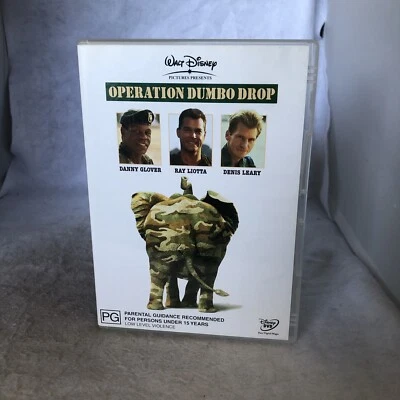 WALT DISNEY
PICTURES PRESENTS
OPERATION DUMBO DROP
DANNY GLOVER RAY LIOTTA DENIS LEARY
PG
PARENTAL GUIDANCE RECOMMENDED
FOR PERSONS UNDER 15 YEARS
LOW LEVEL VIOLENCE
Disney
DVD